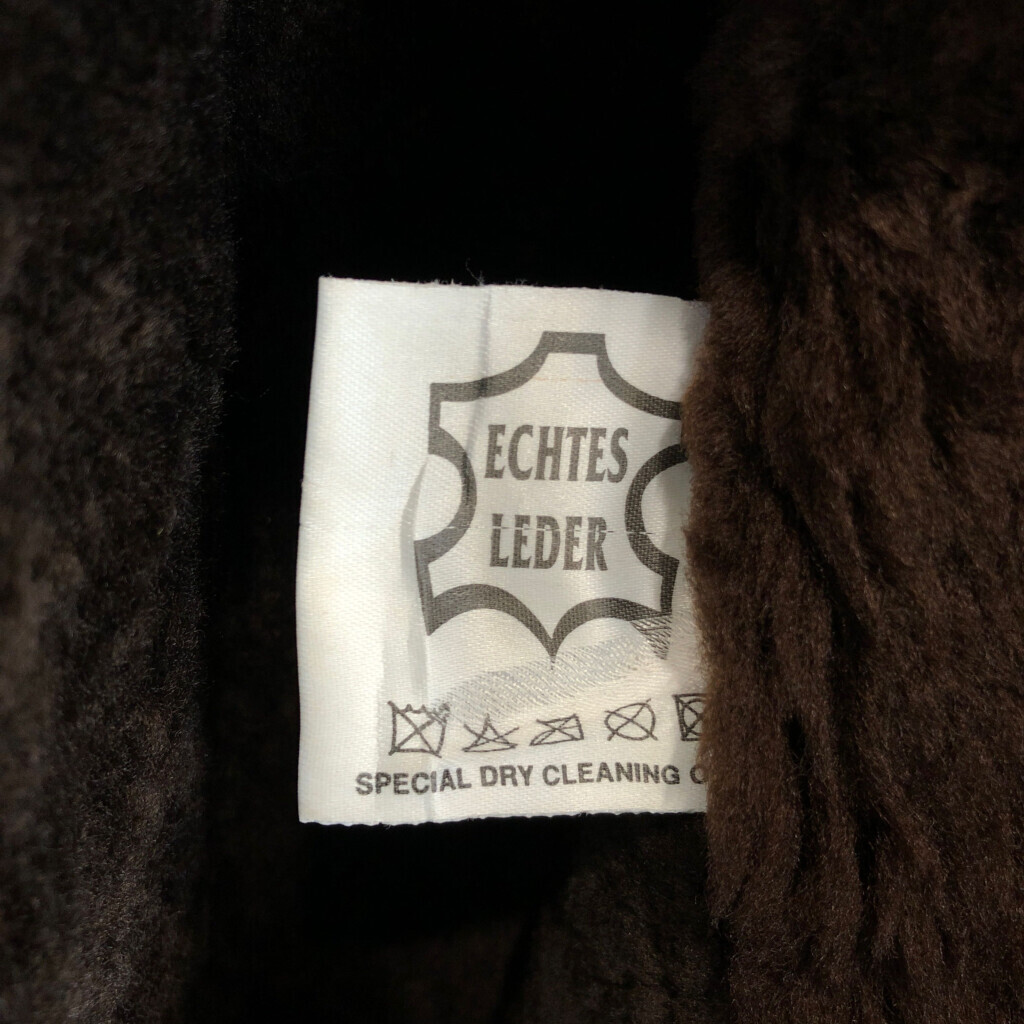 ECHTES
LEDER
SPECIAL DRY CLEANING